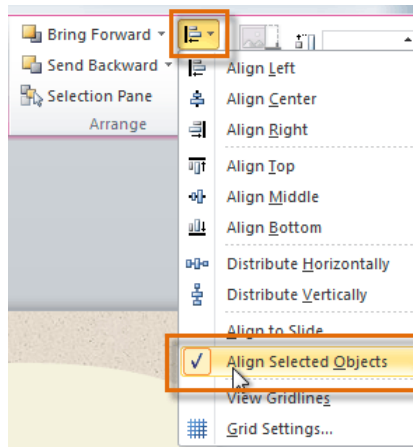 Bring Forward
Send Backward
Selection Pane
Arrange
Align Left
Align Center
Align Right
Align Top
Align Middle
Align Bottom
Distribute Horizontally
Distribute Vertically
Align to Slide
Align Selected Objects
View Gridlines
Grid Settings...